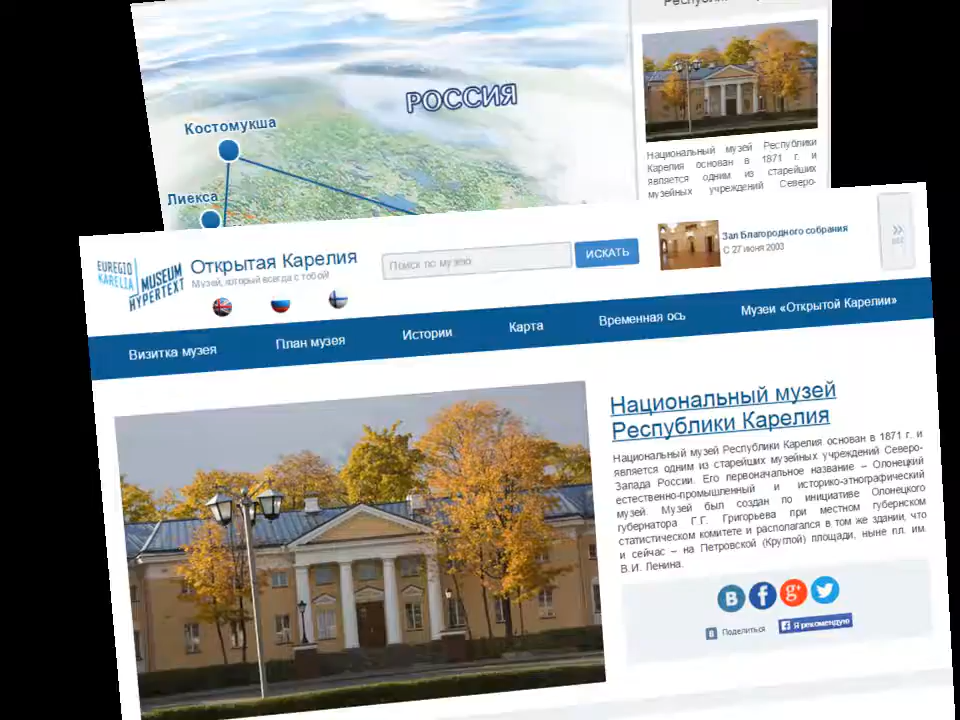 Республики
РОССИЯ
Костомукша
Лиекса
Национальный музей Республики
Карелия основан в 1871 г. и
является одним из старейших
музейных учреждений Северо-
EUREGIO
KARELIA
MUSEUM
HYPERTEXT
Открытая Карелия
Музей, который всегда с тобой!
Поиск по музею
ИСКАТЬ
Зал Благородного собрания
С 27 июня 2003
»
ВСЕ
Визитка музея
План музея
Истории
Карта
Временная ось
Музеи «Открытой Карелии»
Национальный музей
Республики Карелия
Национальный музей Республики Карелия основан в 1871 г. и
является одним из старейших музейных учреждений Северо-
Запада России. Его первоначальное название – Олонецкий
естественно-промышленный и историко-этнографический
музей. Музей был создан по инициативе Олонецкого
губернатора Г.Г. Григорьева при местном губернском
статистическом комитете и располагался в том же здании, что
и сейчас – на Петровской (Круглой) площади, ныне пл. им.
В.И. Ленина.
В f g+
В Поделиться
f Я рекомендую